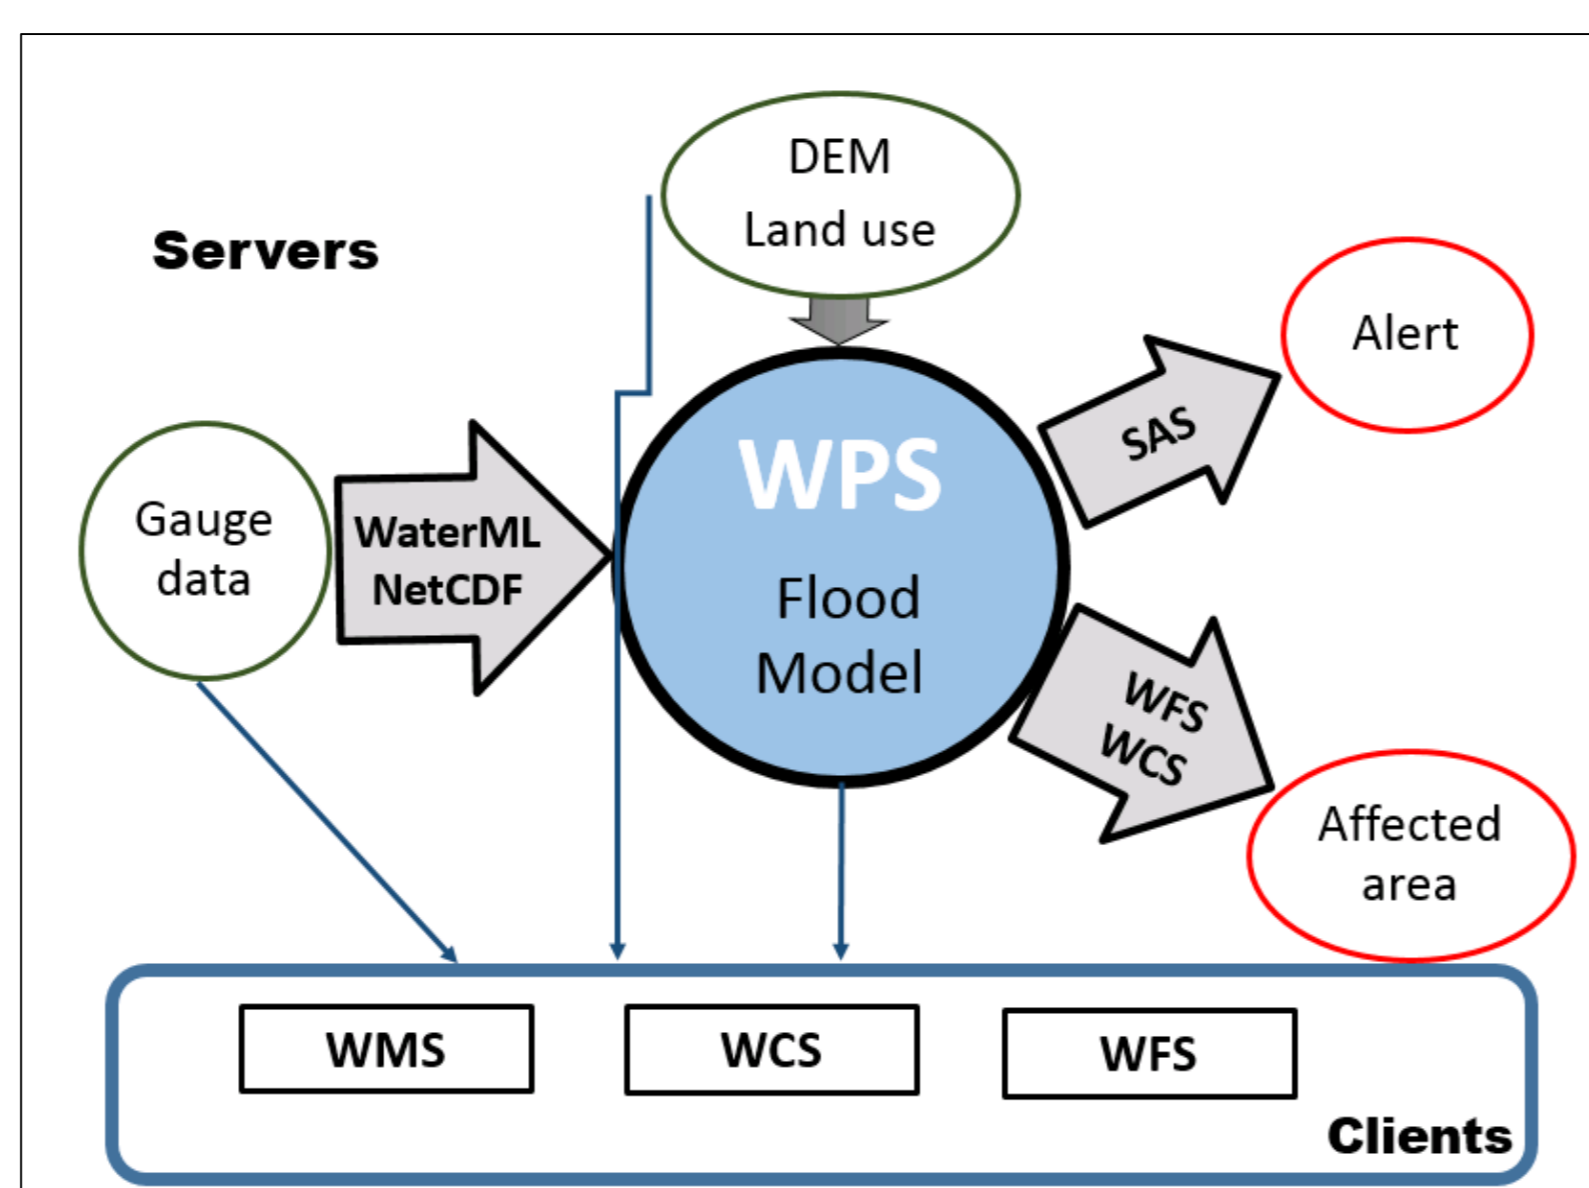 DEM
Land use
Servers
Alert
SAS
WPS
Gauge
data
WaterML
NetCDF
Flood
Model
WFS
WCS
Affected
area
WMS
WCS
WFS
Clients